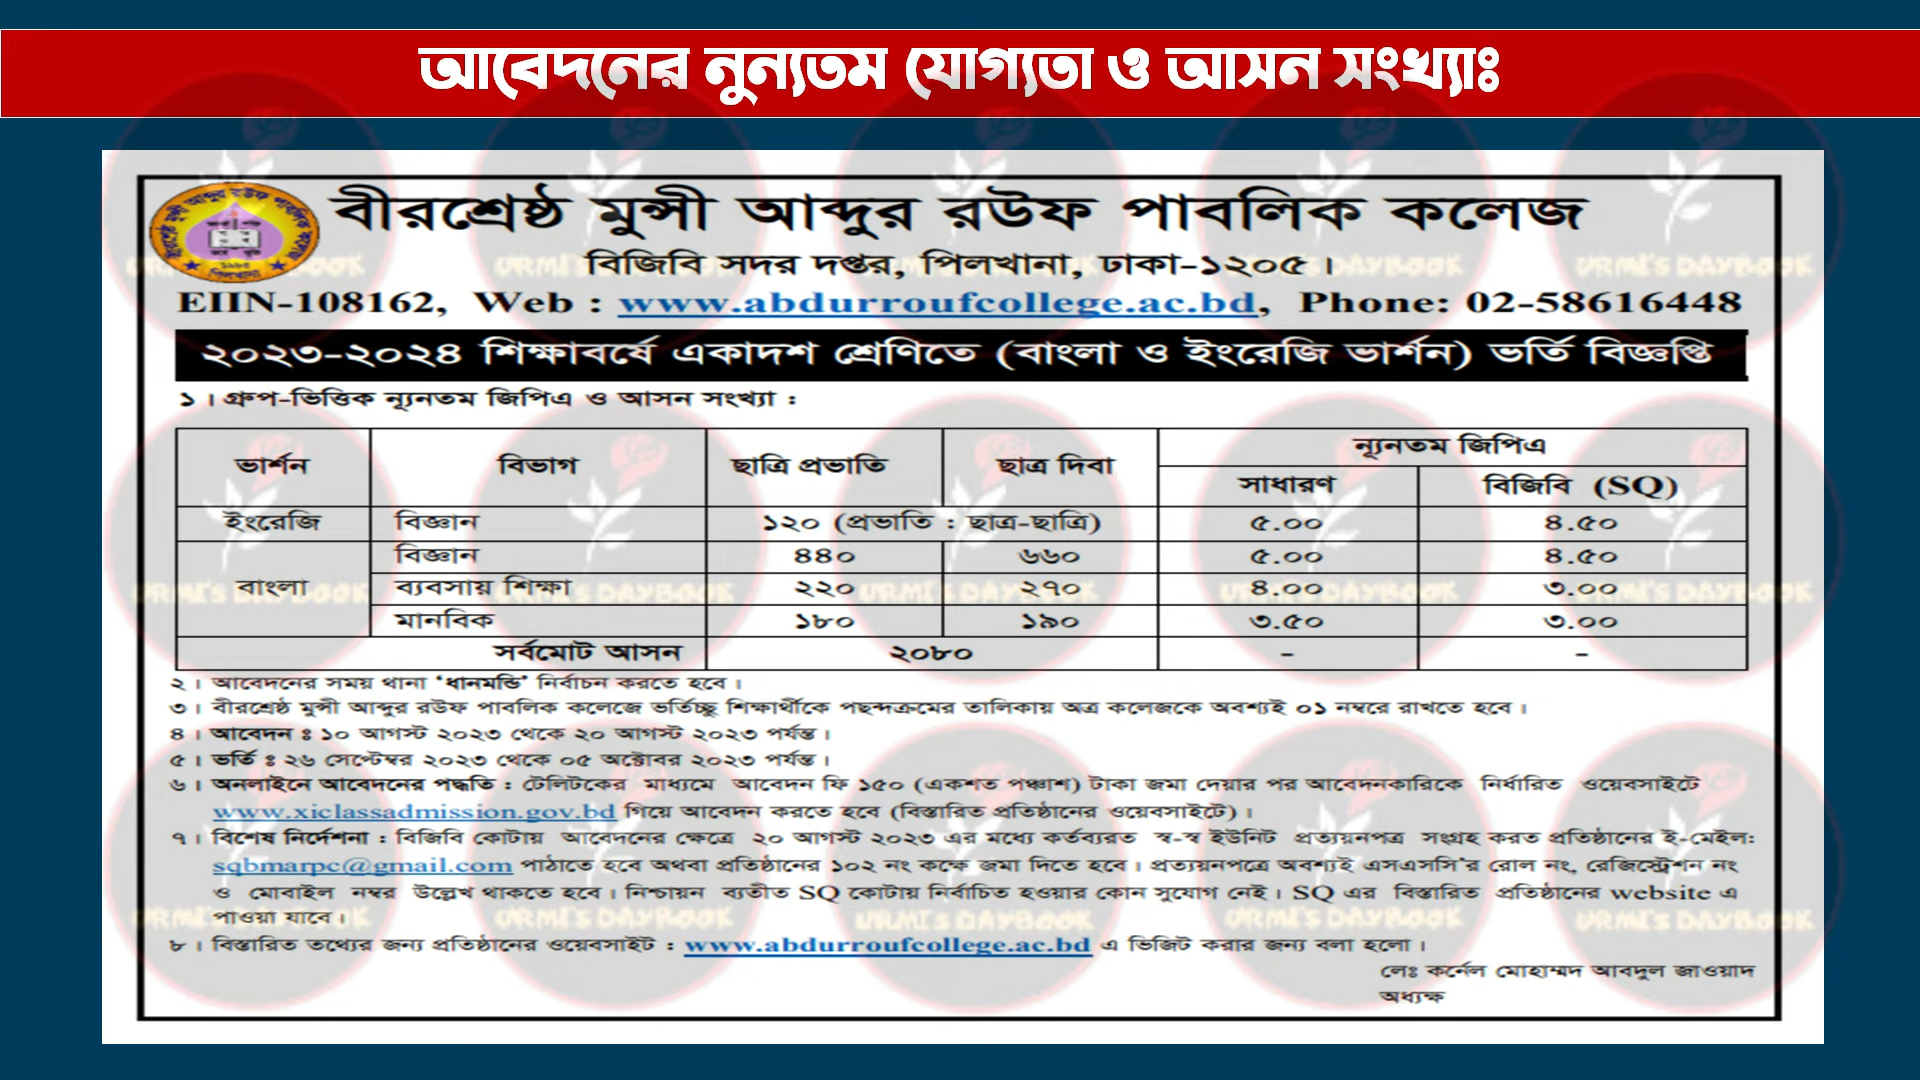 আবেদনের নুন্যতম যোগ্যতা ও আসন সংখ্যাঃ
বীরশ্রেষ্ঠ মুন্সী আব্দুর রউফ পাবলিক কলেজ
বিজিবি সদর দপ্তর, পিলখানা, ঢাকা-১২০৫।
EIIN-108162, Web : www.abdurroufcollege.ac.bd, Phone: 02-58616448
২০২৩-২০২৪ শিক্ষাবর্ষে একাদশ শ্রেণিতে (বাংলা ও ইংরেজি ভার্শন) ভর্তি বিজ্ঞপ্তি
১। গ্রুপ-ভিত্তিক ন্যূনতম জিপিএ ও আসন সংখ্যা :
ভার্শন বিভাগ ছাত্রি প্রভাতি ছাত্র দিবা ন্যূনতম জিপিএ
সাধারণ বিজিবি (SQ)
ইংরেজি বিজ্ঞান ১২০ (প্রভাতি : ছাত্র-ছাত্রি) ৫.০০ ৪.৫০
বাংলা বিজ্ঞান ৪৪০ ৬৬০ ৫.০০ ৪.৫০
ব্যবসায় শিক্ষা ২২০ ২৭০ ৪.০০ ৩.০০
মানবিক ১৮০ ১৯০ ৩.৫০ ৩.০০
সর্বমোট আসন ২০৮০ - -
২। আবেদনের সময় থানা ‘ধানমন্ডি’ নির্বাচন করতে হবে।
৩। বীরশ্রেষ্ঠ মুন্সী আব্দুর রউফ পাবলিক কলেজে ভর্তিচ্ছু শিক্ষার্থীকে পছন্দক্রমের তালিকায় অত্র কলেজকে অবশ্যই ০১ নম্বরে রাখতে হবে।
৪। আবেদন ঃ ১০ আগস্ট ২০২৩ থেকে ২০ আগস্ট ২০২৩ পর্যন্ত।
৫। ভর্তি ঃ ২৬ সেপ্টেম্বর ২০২৩ থেকে ০৫ অক্টোবর ২০২৩ পর্যন্ত।
৬। অনলাইনে আবেদনের পদ্ধতি : টেলিটকের মাধ্যমে আবেদন ফি ১৫০ (একশত পঞ্চাশ) টাকা জমা দেয়ার পর আবেদনকারিকে নির্ধারিত ওয়েবসাইটে
www.xiclassadmission.gov.bd গিয়ে আবেদন করতে হবে (বিস্তারিত প্রতিষ্ঠানের ওয়েবসাইটে)।
৭। বিশেষ নির্দেশনা : বিজিবি কোটায় আবেদনের ক্ষেত্রে ২০ আগস্ট ২০২৩ এর মধ্যে কর্তব্যরত স্ব-স্ব ইউনিট প্রত্যয়নপত্র সংগ্রহ করত প্রতিষ্ঠানের ই-মেইল:
sqbmarpc@gmail.com পাঠাতে হবে অথবা প্রতিষ্ঠানের ১০২ নং কক্ষে জমা দিতে হবে। প্রত্যয়নপত্রে অবশ্যই এসএসসি'র রোল নং, রেজিস্ট্রেশন নং
ও মোবাইল নম্বর উল্লেখ থাকতে হবে। নিশ্চায়ন ব্যতীত SQ কোটায় নির্বাচিত হওয়ার কোন সুযোগ নেই। SQ এর বিস্তারিত প্রতিষ্ঠানের website এ
পাওয়া যাবে।
৮। বিস্তারিত তথ্যের জন্য প্রতিষ্ঠানের ওয়েবসাইট : www.abdurroufcollege.ac.bd এ ভিজিট করার জন্য বলা হলো।
লেঃ কর্নেল মোহাম্মদ আবদুল জাওয়াদ
অধ্যক্ষ
URMI's DAYBOOK